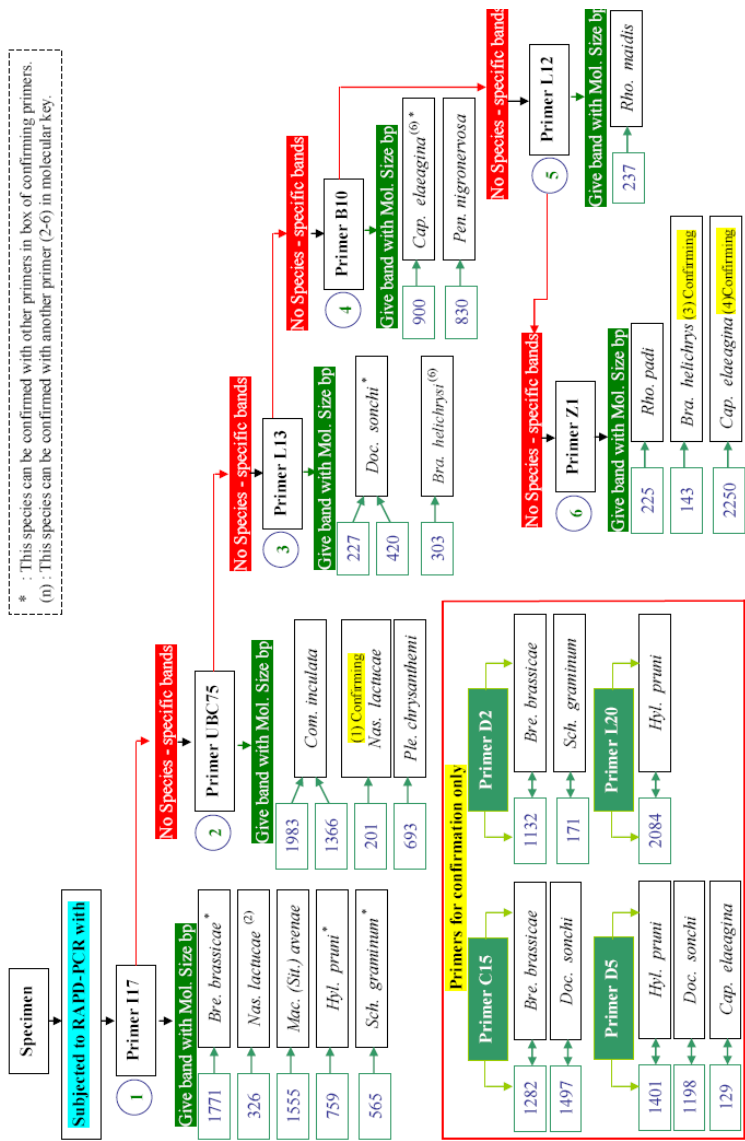 * : This species can be confirmed with other primers in box of confirming primers.
(n) : This species can be confirmed with another primer (2-6) in molecular key.
Specimen
Subjected to RAPD-PCR with
1
Primer I17
Give band with Mol. Size bp
1771
Bre. brassicae*
326
Nas. lactucae (2)
1555
Mac. (Sit.) avenae
759
Hyl. pruni*
565
Sch. graminum*
No Species - specific bands
2
Primer UBC75
Give band with Mol. Size bp
1983
1366
Com. inculata
201
(1) Confirming
Nas. lactucae
693
Ple. chrysanthemi
No Species - specific bands
3
Primer L13
Give band with Mol. Size bp
227
420
Doc. sonchi*
303
Bra. helichrysi(6)
No Species - specific bands
4
Primer B10
Give band with Mol. Size bp
900
Cap. elaeagina(6)*
830
Pen. nigronervosa
No Species - specific bands
5
Primer L12
Give band with Mol. Size bp
237
Rho. maidis
No Species - specific bands
6
Primer Z1
Give band with Mol. Size bp
225
Rho. padi
143
Bra. helichrys (3) Confirming
2250
Cap. elaeagina (4)Confirming
Primers for confirmation only
Primer C15
1282
Bre. brassicae
1497
Doc. sonchi
Primer D2
1132
Bre. brassicae
171
Sch. graminum
Primer D5
1401
Hyl. pruni
1198
Doc. sonchi
129
Cap. elaeagina
Primer L20
2084
Hyl. pruni